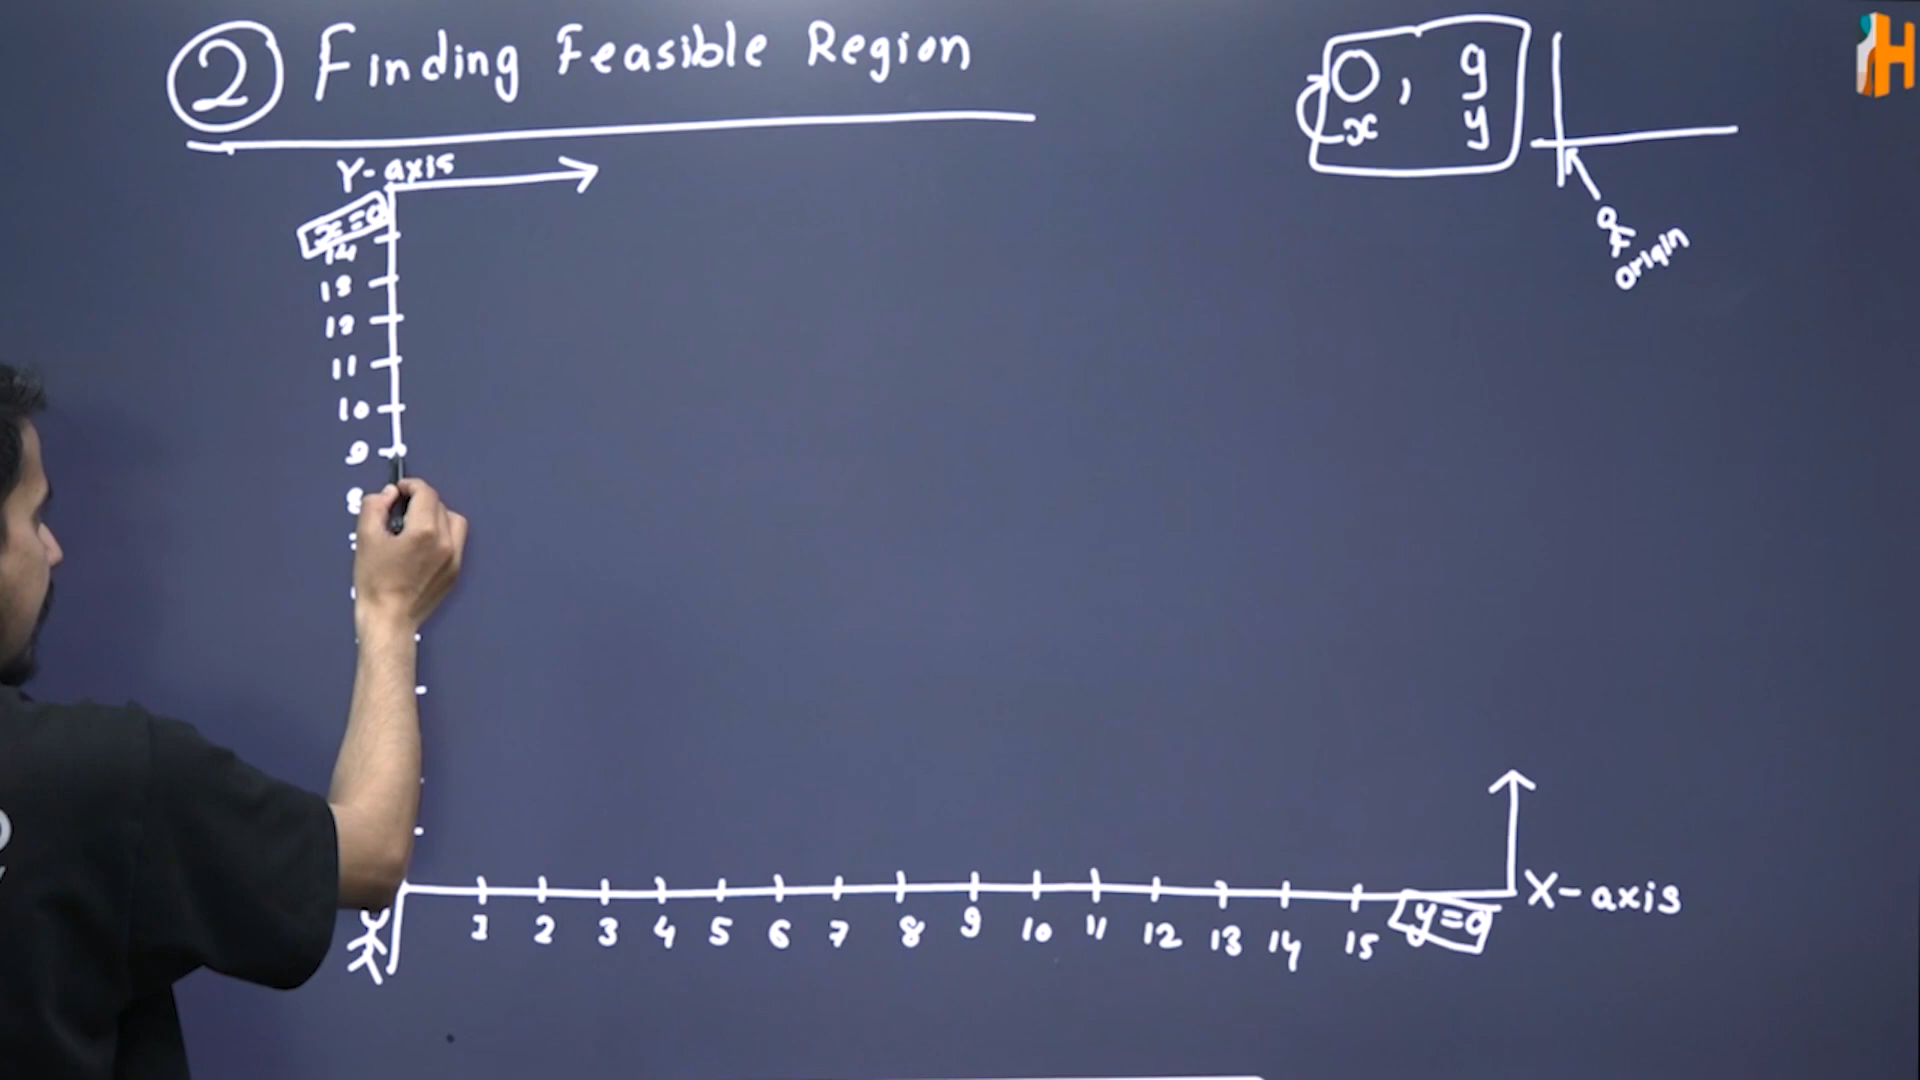 ② Finding Feasible Region
0, 9
x y
origin
Y-axis
x=0
14
13
12
11
10
9
8
X-axis
1 2 3 4 5 6 7 8 9 10 11 12 13 14 15
y=0
H